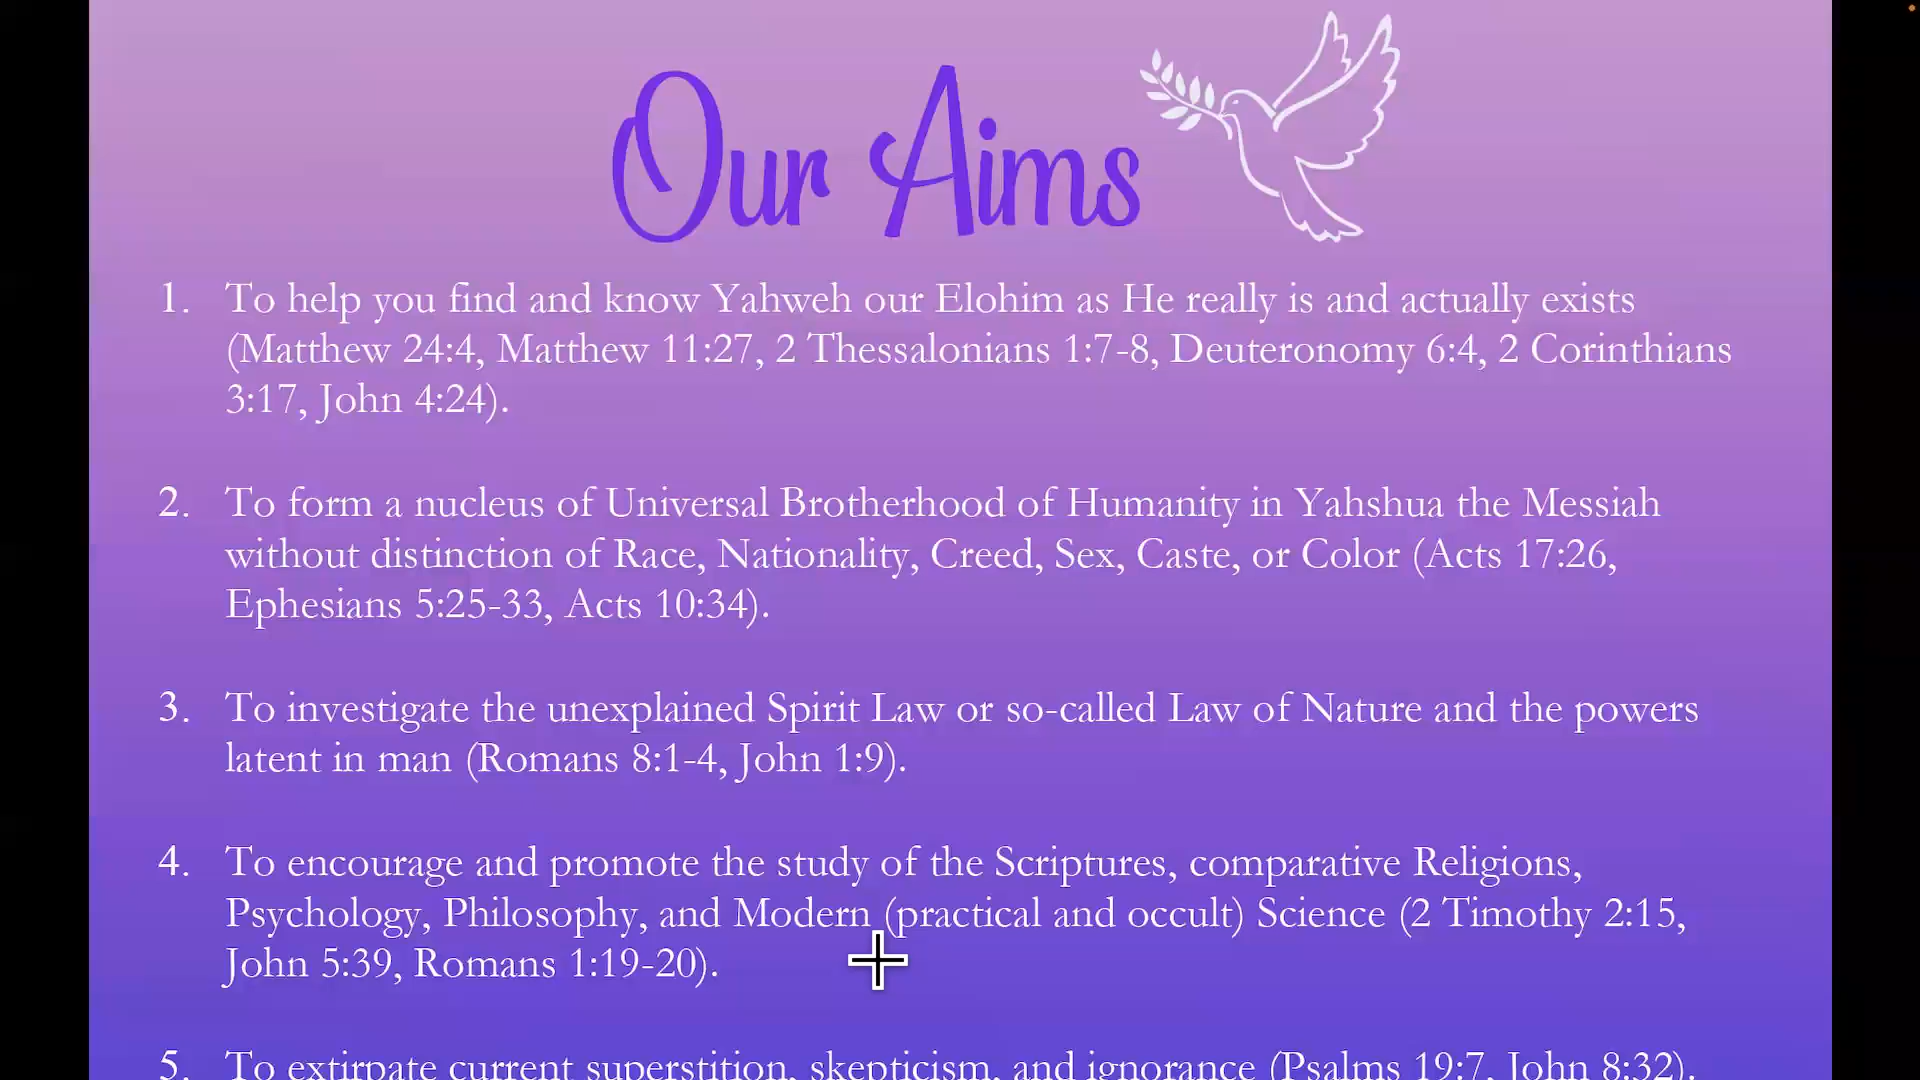 Our Aims
1. To help you find and know Yahweh our Elohim as He really is and actually exists
(Matthew 24:4, Matthew 11:27, 2 Thessalonians 1:7-8, Deuteronomy 6:4, 2 Corinthians
3:17, John 4:24).
2. To form a nucleus of Universal Brotherhood of Humanity in Yahshua the Messiah
without distinction of Race, Nationality, Creed, Sex, Caste, or Color (Acts 17:26,
Ephesians 5:25-33, Acts 10:34).
3. To investigate the unexplained Spirit Law or so-called Law of Nature and the powers
latent in man (Romans 8:1-4, John 1:9).
4. To encourage and promote the study of the Scriptures, comparative Religions,
Psychology, Philosophy, and Modern (practical and occult) Science (2 Timothy 2:15,
John 5:39, Romans 1:19-20).
5. To extirpate current superstition, skepticism, and ignorance (Psalms 19:7, John 8:32).